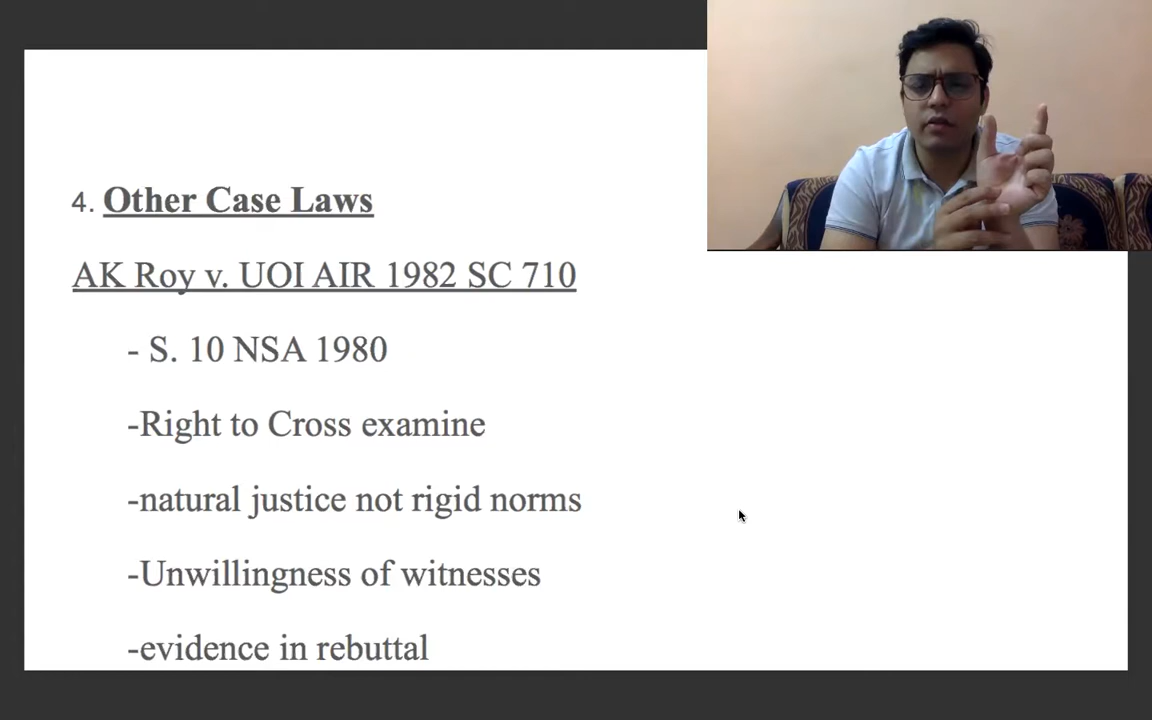 4. Other Case Laws
AK Roy v. UOI AIR 1982 SC 710
- S. 10 NSA 1980
-Right to Cross examine
-natural justice not rigid norms
-Unwillingness of witnesses
-evidence in rebuttal